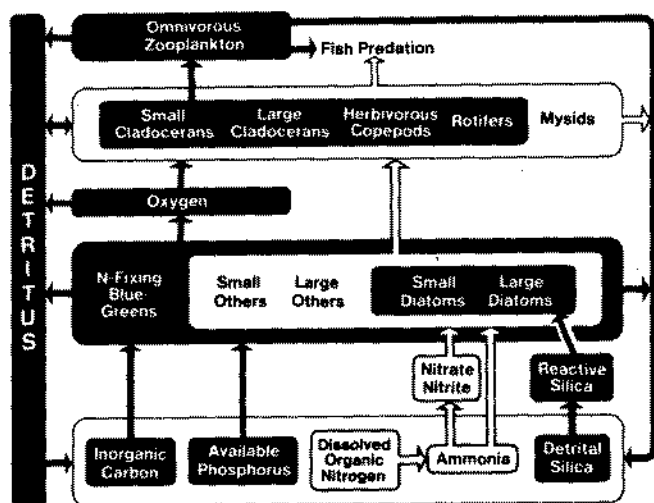 Omnivorous
Zooplankton
Fish Predation
Small
Cladocerans
Large
Cladocerans
Herbivorous
Copepods
Rotifers
Mysids
DETRITUS
Oxygen
N-Fixing
Blue-
Greens
Small
Others
Large
Others
Small
Diatoms
Large
Diatoms
Nitrate
Nitrite
Reactive
Silica
Inorganic
Carbon
Available
Phosphorus
Dissolved
Organic
Nitrogen
Ammonia
Detrital
Silica